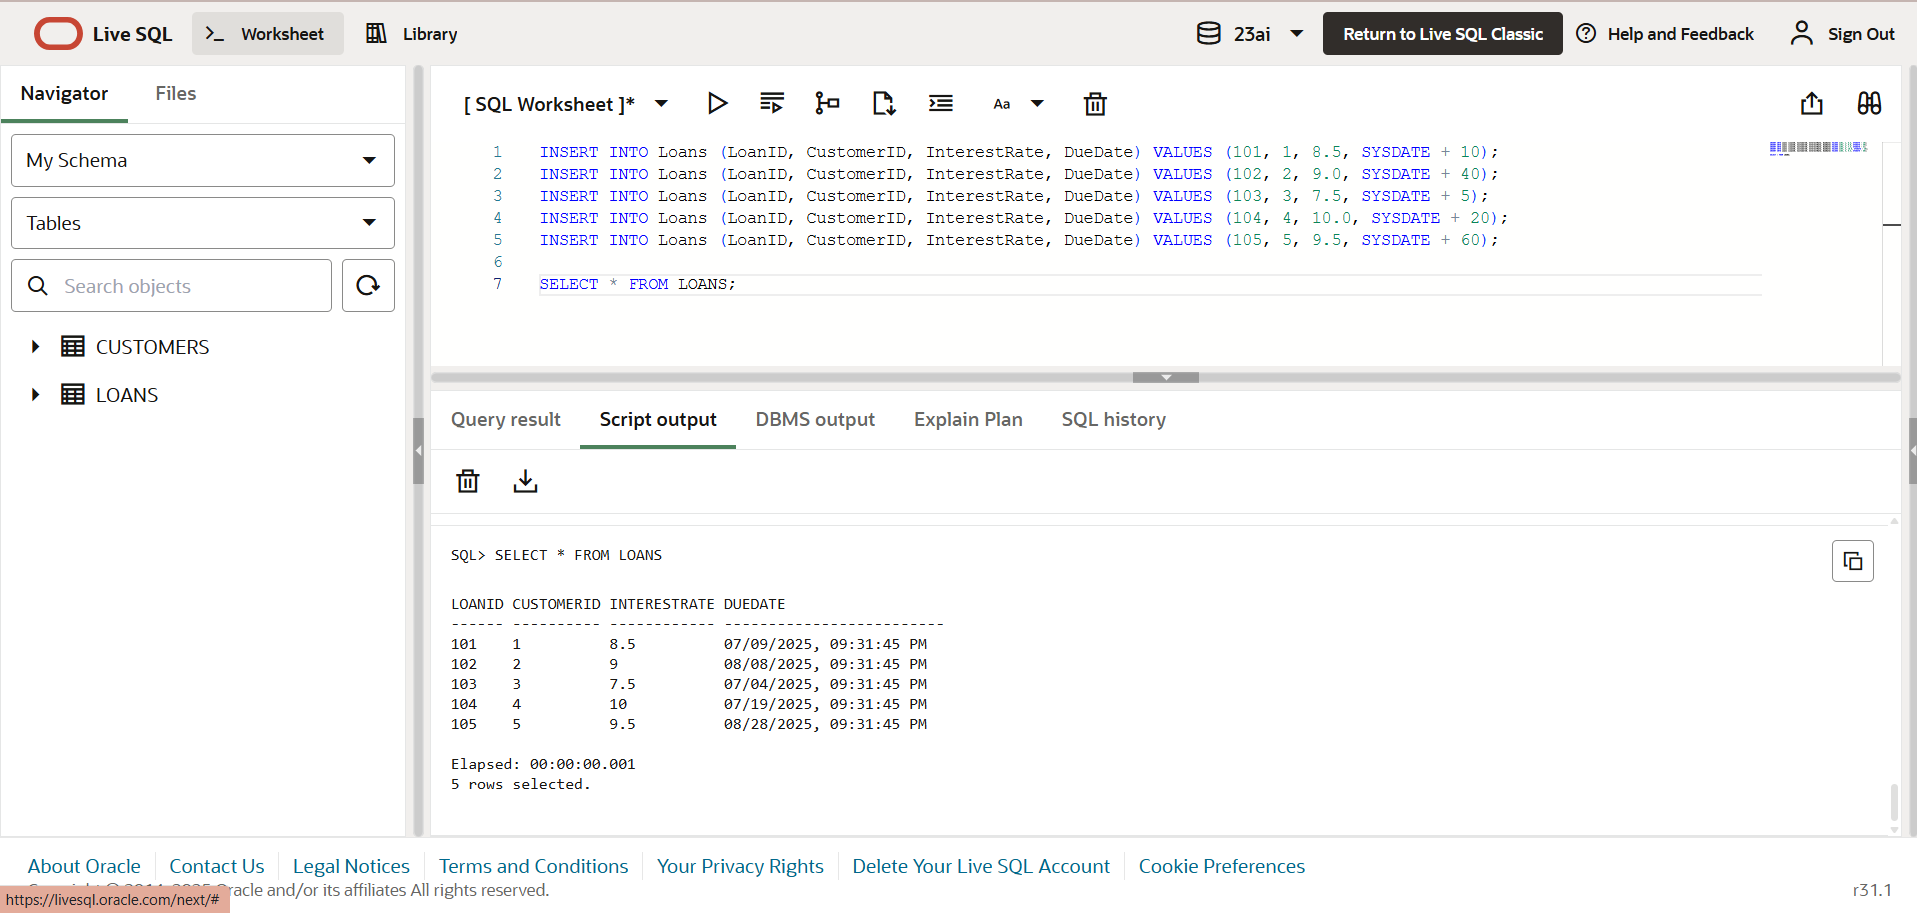 Live SQL
Worksheet
Library
23ai
Return to Live SQL Classic
Help and Feedback
Sign Out
Navigator
Files
My Schema
Tables
Search objects
CUSTOMERS
LOANS
[ SQL Worksheet ]*
Aa
1 INSERT INTO Loans (LoanID, CustomerID, InterestRate, DueDate) VALUES (101, 1, 8.5, SYSDATE + 10);
2 INSERT INTO Loans (LoanID, CustomerID, InterestRate, DueDate) VALUES (102, 2, 9.0, SYSDATE + 40);
3 INSERT INTO Loans (LoanID, CustomerID, InterestRate, DueDate) VALUES (103, 3, 7.5, SYSDATE + 5);
4 INSERT INTO Loans (LoanID, CustomerID, InterestRate, DueDate) VALUES (104, 4, 10.0, SYSDATE + 20);
5 INSERT INTO Loans (LoanID, CustomerID, InterestRate, DueDate) VALUES (105, 5, 9.5, SYSDATE + 60);
6
7 SELECT * FROM LOANS;
Query result
Script output
DBMS output
Explain Plan
SQL history
SQL> SELECT * FROM LOANS
LOANID CUSTOMERID INTERESTRATE DUEDATE
------ ---------- ------------ -------------------------
101 1 8.5 07/09/2025, 09:31:45 PM
102 2 9 08/08/2025, 09:31:45 PM
103 3 7.5 07/04/2025, 09:31:45 PM
104 4 10 07/19/2025, 09:31:45 PM
105 5 9.5 08/28/2025, 09:31:45 PM
Elapsed: 00:00:00.001
5 rows selected.
About Oracle
Contact Us
Legal Notices
Terms and Conditions
Your Privacy Rights
Delete Your Live SQL Account
Cookie Preferences
and/or its affiliates All rights reserved.
https://livesql.oracle.com/next/#
r31.1